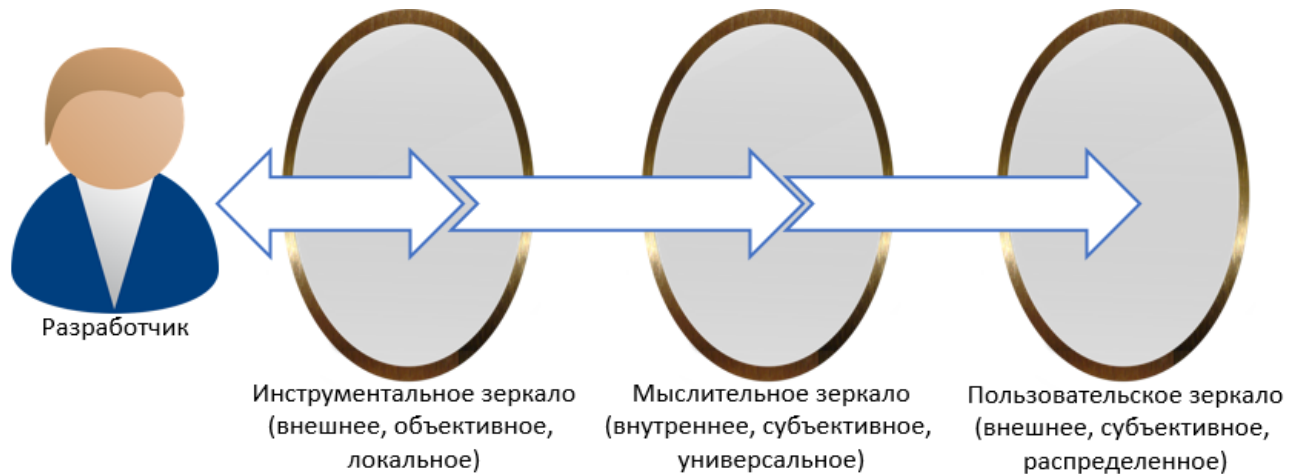 Разработчик
Инструментальное зеркало
(внешнее, объективное,
локальное)
Мыслительное зеркало
(внутреннее, субъективное,
универсальное)
Пользовательское зеркало
(внешнее, субъективное,
распределенное)